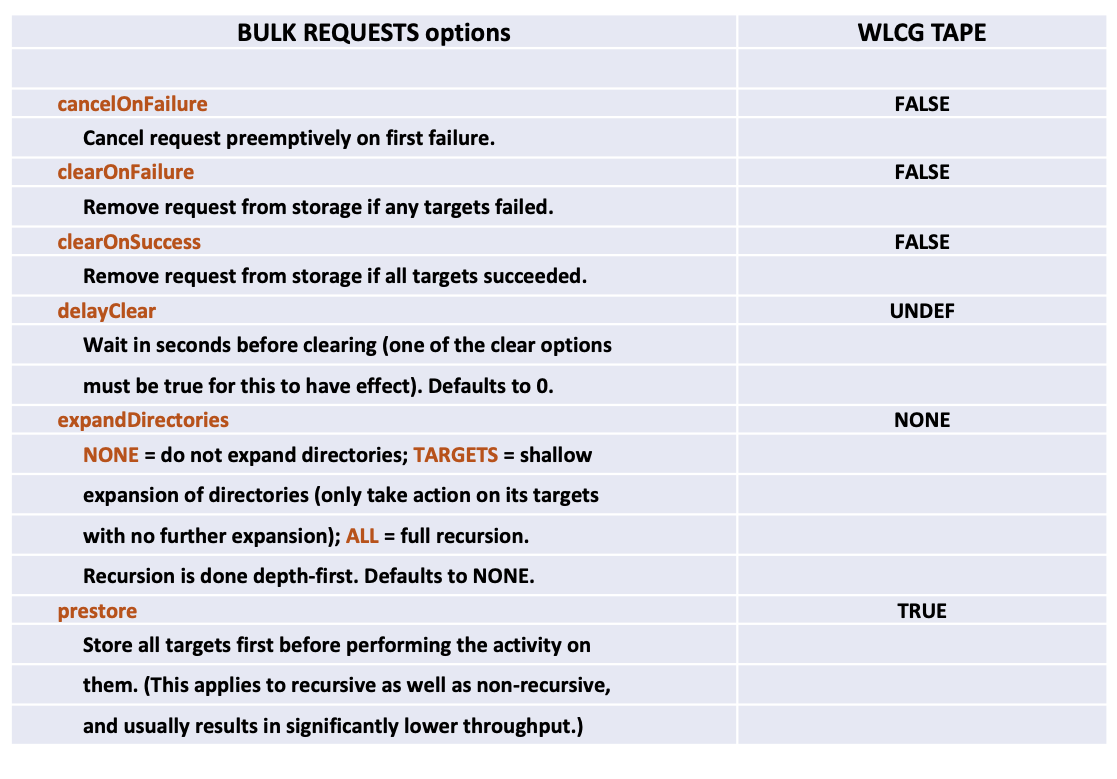 BULK REQUESTS options WLCG TAPE
cancelOnFailure FALSE
Cancel request preemptively on first failure.
clearOnFailure FALSE
Remove request from storage if any targets failed.
clearOnSuccess FALSE
Remove request from storage if all targets succeeded.
delayClear UNDEF
Wait in seconds before clearing (one of the clear options
must be true for this to have effect). Defaults to 0.
expandDirectories NONE
NONE = do not expand directories; TARGETS = shallow
expansion of directories (only take action on its targets
with no further expansion); ALL = full recursion.
Recursion is done depth-first. Defaults to NONE.
prestore TRUE
Store all targets first before performing the activity on
them. (This applies to recursive as well as non-recursive,
and usually results in significantly lower throughput.)